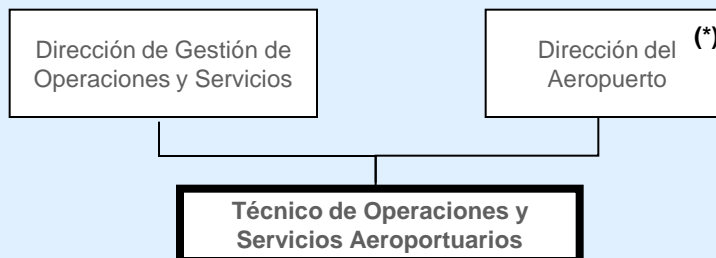 Dirección de Gestión de
Operaciones y Servicios
Dirección del (*)
Aeropuerto
Técnico de Operaciones y
Servicios Aeroportuarios